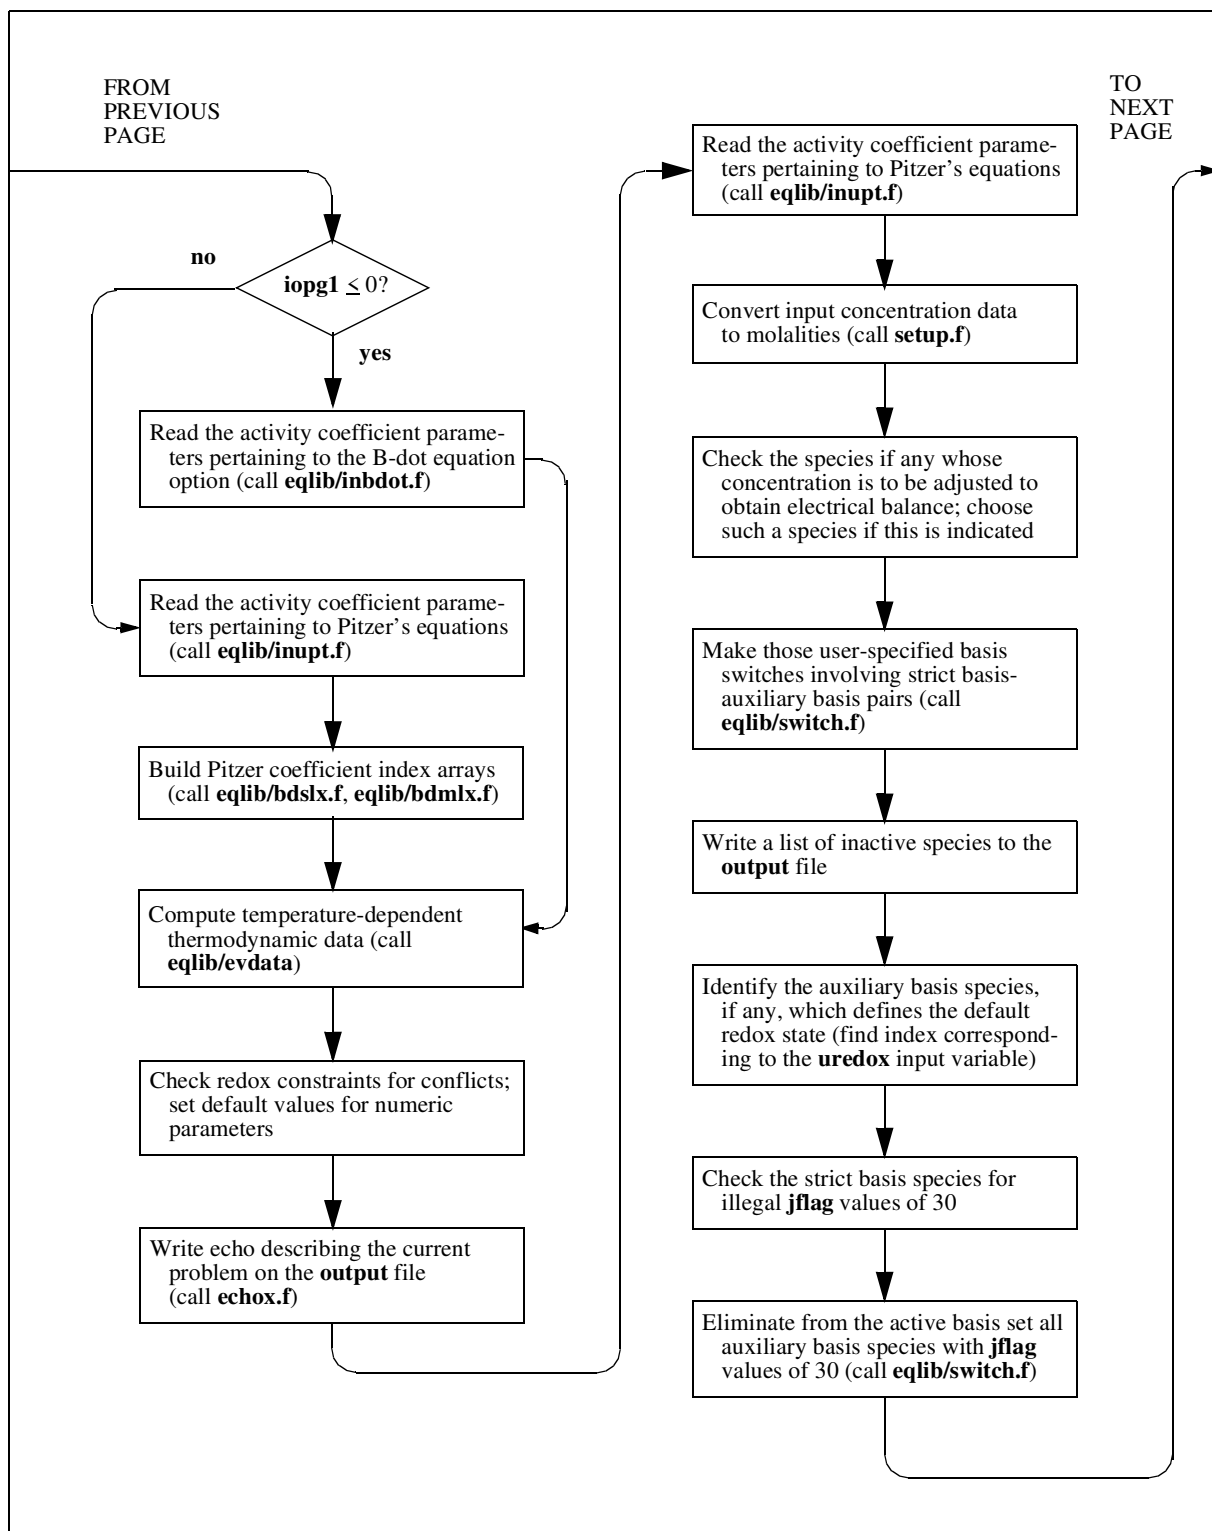 FROM
PREVIOUS
PAGE
no
iopg1 ≤ 0?
yes
Read the activity coefficient parame-
ters pertaining to the B-dot equation
option (call eqlib/inbdot.f)
Read the activity coefficient parame-
ters pertaining to Pitzer's equations
(call eqlib/inupt.f)
Build Pitzer coefficient index arrays
(call eqlib/bdslx.f, eqlib/bdmlx.f)
Compute temperature-dependent
thermodynamic data (call
eqlib/evdata)
Check redox constraints for conflicts;
set default values for numeric
parameters
Write echo describing the current
problem on the output file
(call echox.f)
Read the activity coefficient parame-
ters pertaining to Pitzer's equations
(call eqlib/inupt.f)
Convert input concentration data
to molalities (call setup.f)
Check the species if any whose
concentration is to be adjusted to
obtain electrical balance; choose
such a species if this is indicated
Make those user-specified basis
switches involving strict basis-
auxiliary basis pairs (call
eqlib/switch.f)
Write a list of inactive species to the
output file
Identify the auxiliary basis species,
if any, which defines the default
redox state (find index correspond-
ing to the uredox input variable)
Check the strict basis species for
illegal jflag values of 30
Eliminate from the active basis set all
auxiliary basis species with jflag
values of 30 (call eqlib/switch.f)
TO
NEXT
PAGE